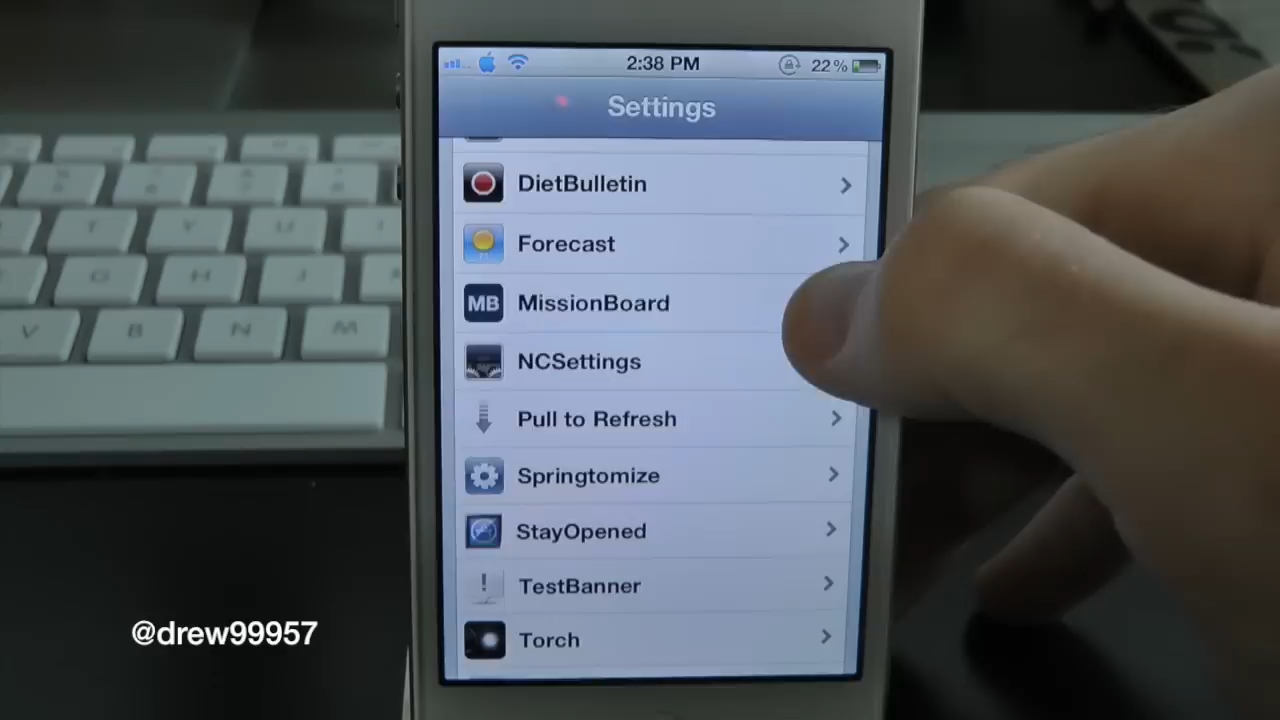 2:38 PM
22%
Settings
DietBulletin
Forecast
MB
MissionBoard
NCSettings
Pull to Refresh
Springtomize
StayOpened
TestBanner
Torch
T Y U
G H J
V B N M
@drew99957